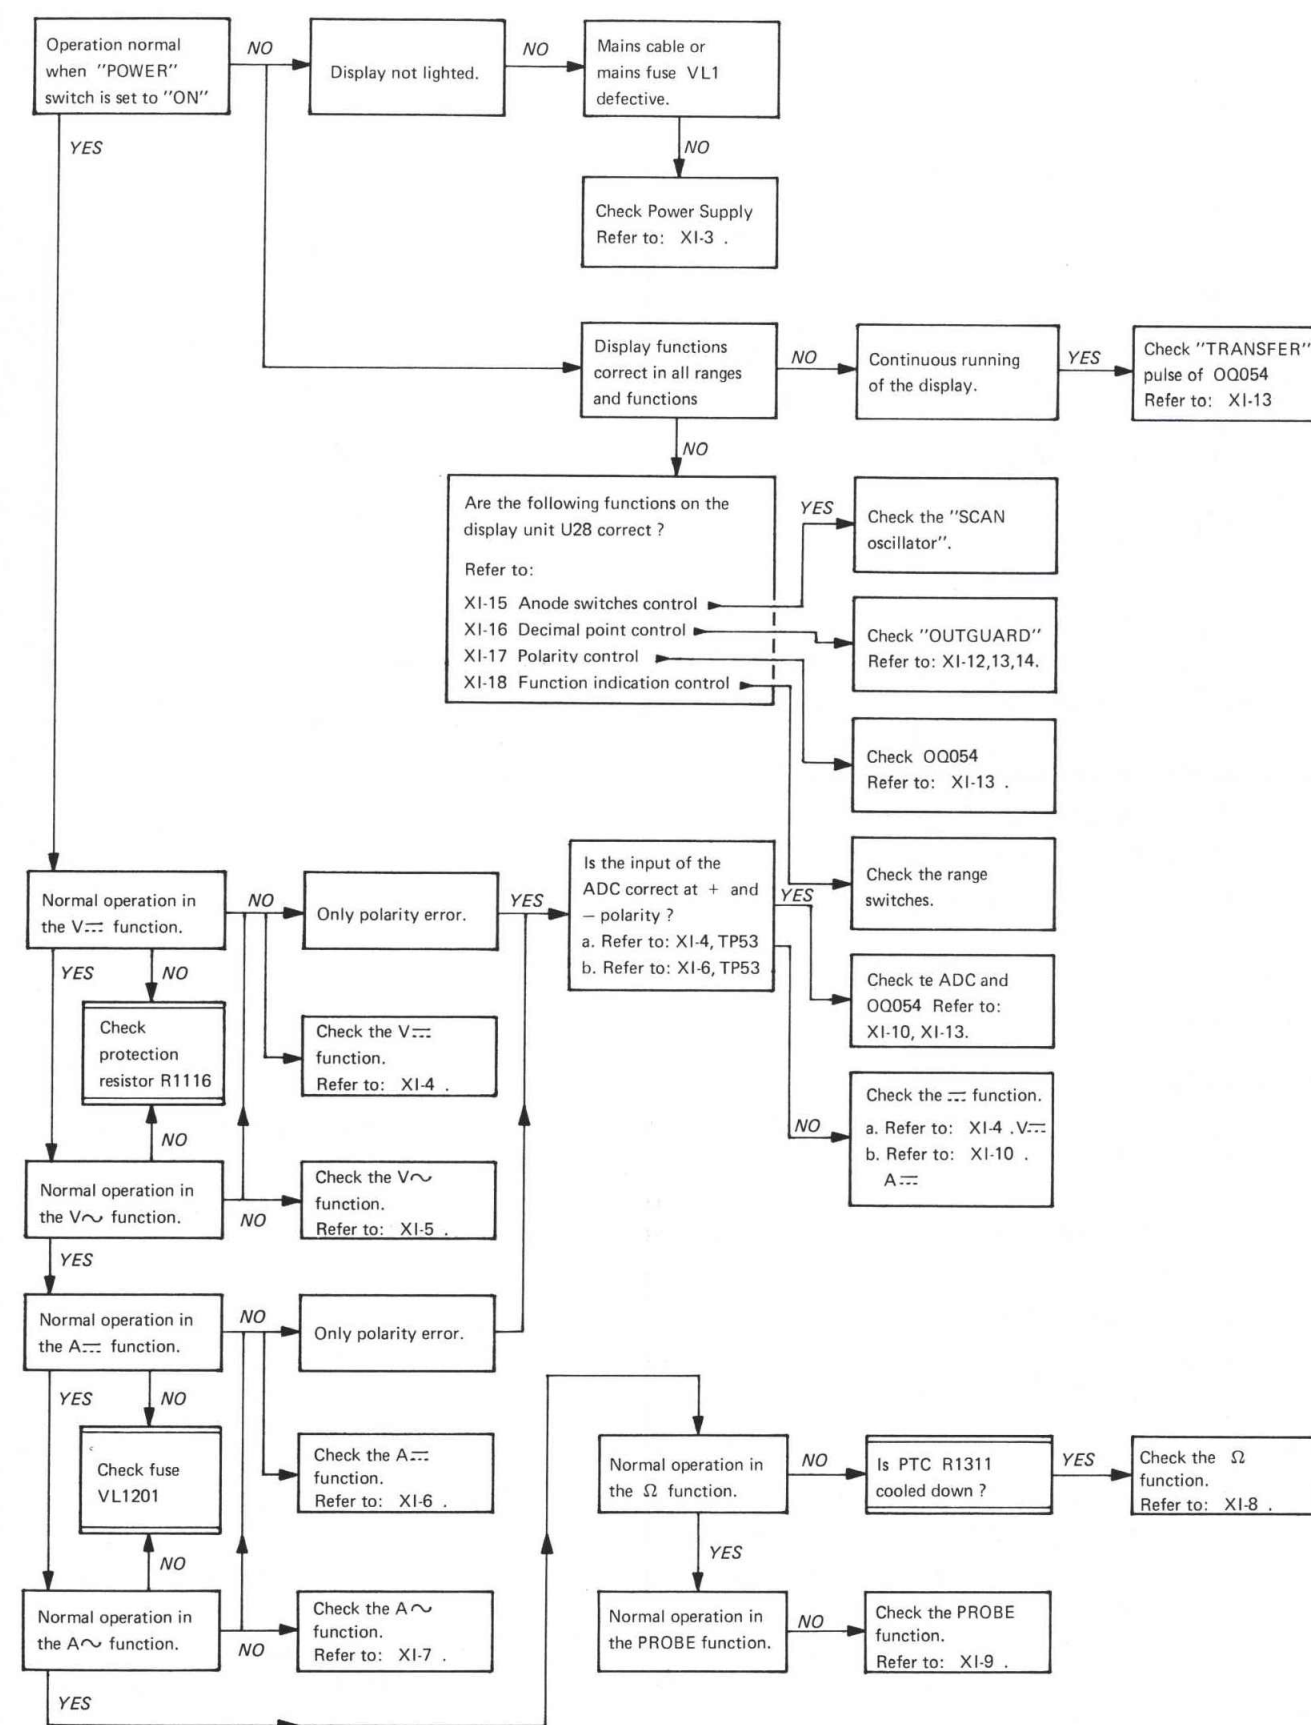 Operation normal
when "POWER"
switch is set to "ON"
NO
Display not lighted.
NO
Mains cable or
mains fuse VL1
defective.
YES
NO
Check Power Supply
Refer to: XI-3 .
Display functions
correct in all ranges
and functions
NO
Continuous running
of the display.
YES
Check "TRANSFER"
pulse of OQ054
Refer to: XI-13
NO
Are the following functions on the
display unit U28 correct ?
Refer to:
XI-15 Anode switches control
XI-16 Decimal point control
XI-17 Polarity control
XI-18 Function indication control
YES
Check the "SCAN
oscillator".
Check "OUTGUARD"
Refer to: XI-12,13,14.
Check OQ054
Refer to: XI-13 .
Check the range
switches.
Normal operation in
the V⎓ function.
NO
Only polarity error.
YES
Is the input of the
ADC correct at + and
– polarity ?
a. Refer to: XI-4, TP53
b. Refer to: XI-6, TP53
YES
Check te ADC and
OQ054 Refer to:
XI-10, XI-13.
YES
NO
Check
protection
resistor R1116
Check the V⎓
function.
Refer to: XI-4 .
NO
Check the ⎓ function.
a. Refer to: XI-4 .V⎓
b. Refer to: XI-10 .
A⎓
NO
Normal operation in
the V∼ function.
NO
Check the V∼
function.
Refer to: XI-5 .
YES
Normal operation in
the A⎓ function.
NO
Only polarity error.
YES
NO
Check fuse
VL1201
Check the A⎓
function.
Refer to: XI-6 .
Normal operation in
the Ω function.
NO
Is PTC R1311
cooled down ?
YES
Check the Ω
function.
Refer to: XI-8 .
NO
YES
Normal operation in
the A∼ function.
NO
Check the A∼
function.
Refer to: XI-7 .
Normal operation in
the PROBE function.
NO
Check the PROBE
function.
Refer to: XI-9 .
YES